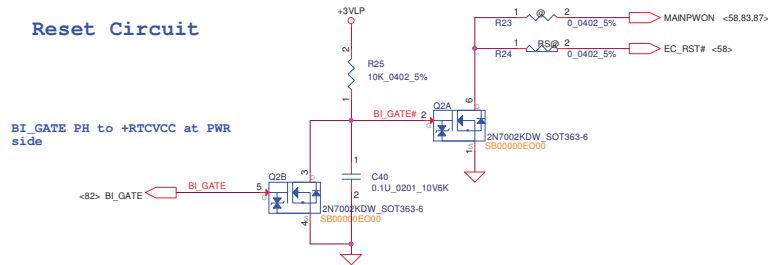 Reset Circuit
+3VLP
R23
1
@
2
0_0402_5%
MAINPWON <58,83,87>
R24
1
RS@
2
0_0402_5%
EC_RST# <58>
2
R25
10K_0402_5%
1
BI_GATE PH to +RTCVCC at PWR
side
BI_GATE#
2
Q2A
6
D
G
S
1
2N7002KDW_SOT363-6
SB00000EO00
<82> BI_GATE
BI_GATE
5
Q2B
3
D
G
S
4
2N7002KDW_SOT363-6
SB00000EO00
1
C40
0.1U_0201_10V6K
2